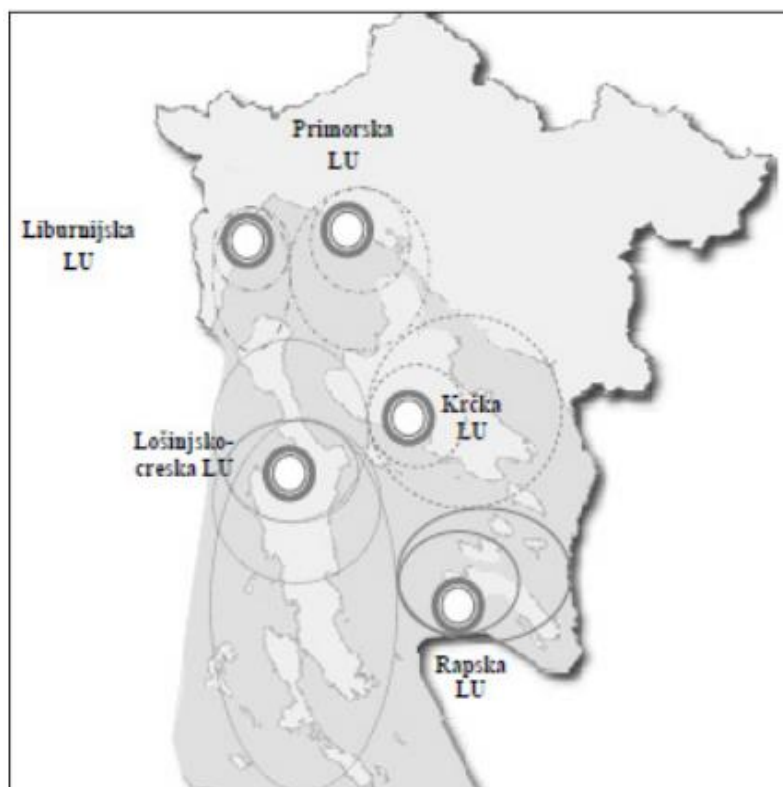 Primorska
LU
Liburnijska
LU
Krčka
LU
Lošinjsko-
creska LU
Rapska
LU